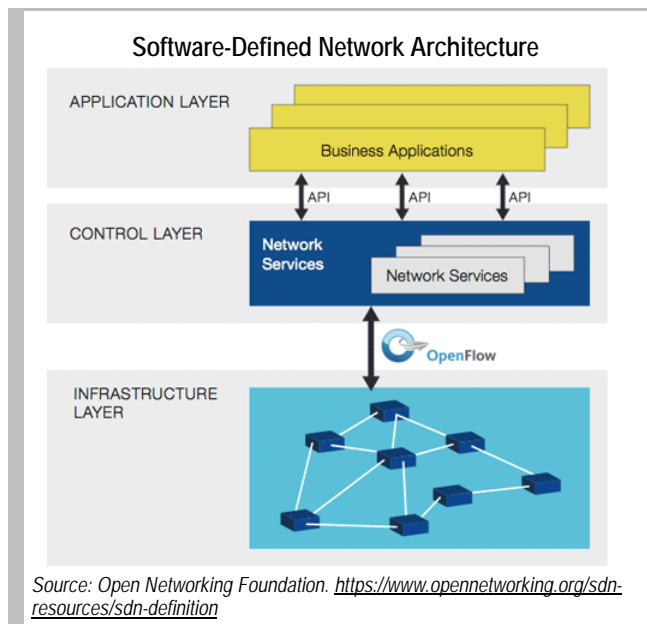 Software-Defined Network Architecture
APPLICATION LAYER
Business Applications
API
API
API
CONTROL LAYER
Network
Services
Network Services
OpenFlow
INFRASTRUCTURE
LAYER
Source: Open Networking Foundation. https://www.opennetworking.org/sdn-
resources/sdn-definition